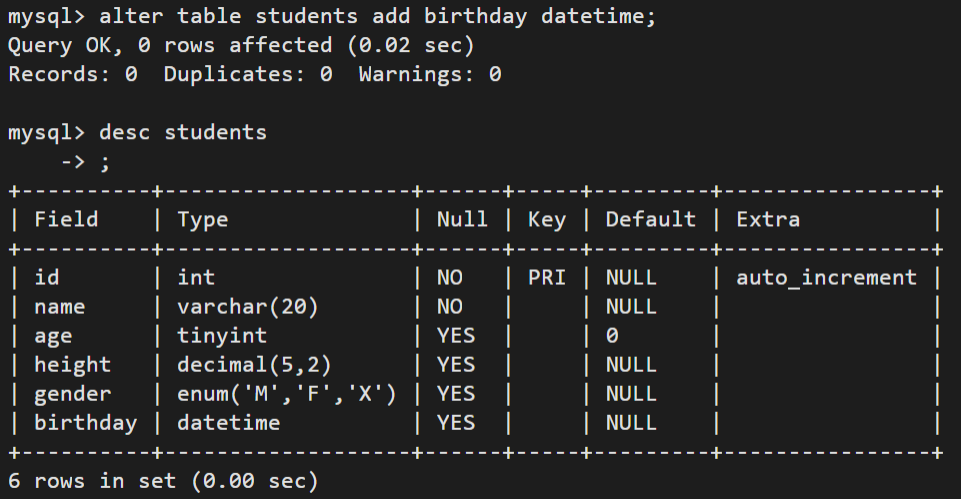 mysql> alter table students add birthday datetime;
Query OK, 0 rows affected (0.02 sec)
Records: 0  Duplicates: 0  Warnings: 0

mysql> desc students
    -> ;
+----------+-------------------+------+-----+---------+----------------+
| Field    | Type              | Null | Key | Default | Extra          |
+----------+-------------------+------+-----+---------+----------------+
| id       | int               | NO   | PRI | NULL    | auto_increment |
| name     | varchar(20)       | NO   |     | NULL    |                |
| age      | tinyint           | YES  |     | 0       |                |
| height   | decimal(5,2)      | YES  |     | NULL    |                |
| gender   | enum('M','F','X') | YES  |     | NULL    |                |
| birthday | datetime          | YES  |     | NULL    |                |
+----------+-------------------+------+-----+---------+----------------+
6 rows in set (0.00 sec)